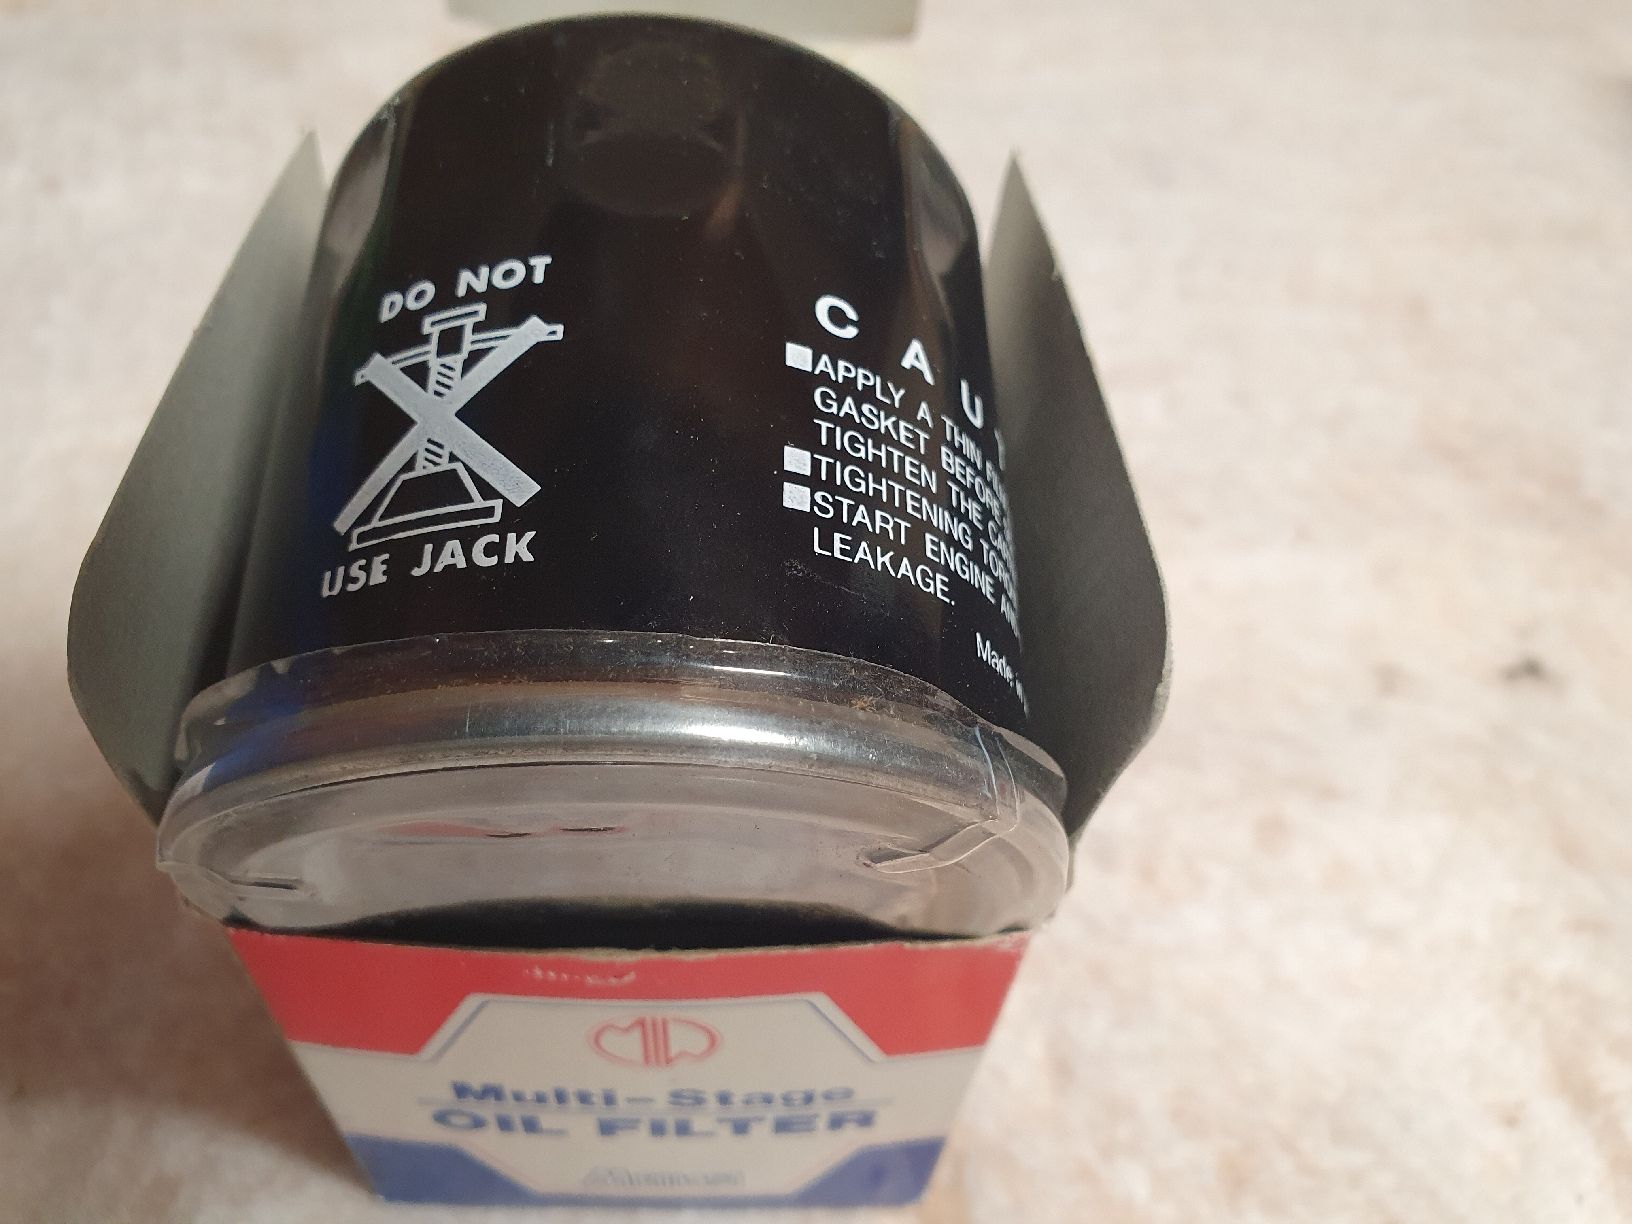 DO NOT
USE JACK
C A U
APPLY A THIN
GASKET BEFORE
TIGHTEN THE
TIGHTENING
START ENGINE
LEAKAGE.
Made
Multi-Stage
OIL FILTER